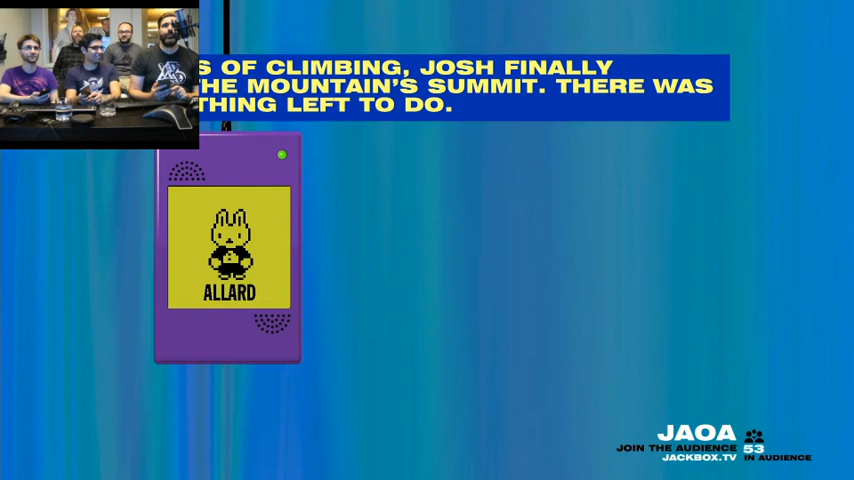 S OF CLIMBING, JOSH FINALLY
HE MOUNTAIN'S SUMMIT. THERE WAS
THING LEFT TO DO.
ALLARD
JAOA
JOIN THE AUDIENCE 53
JACKBOX.TV IN AUDIENCE